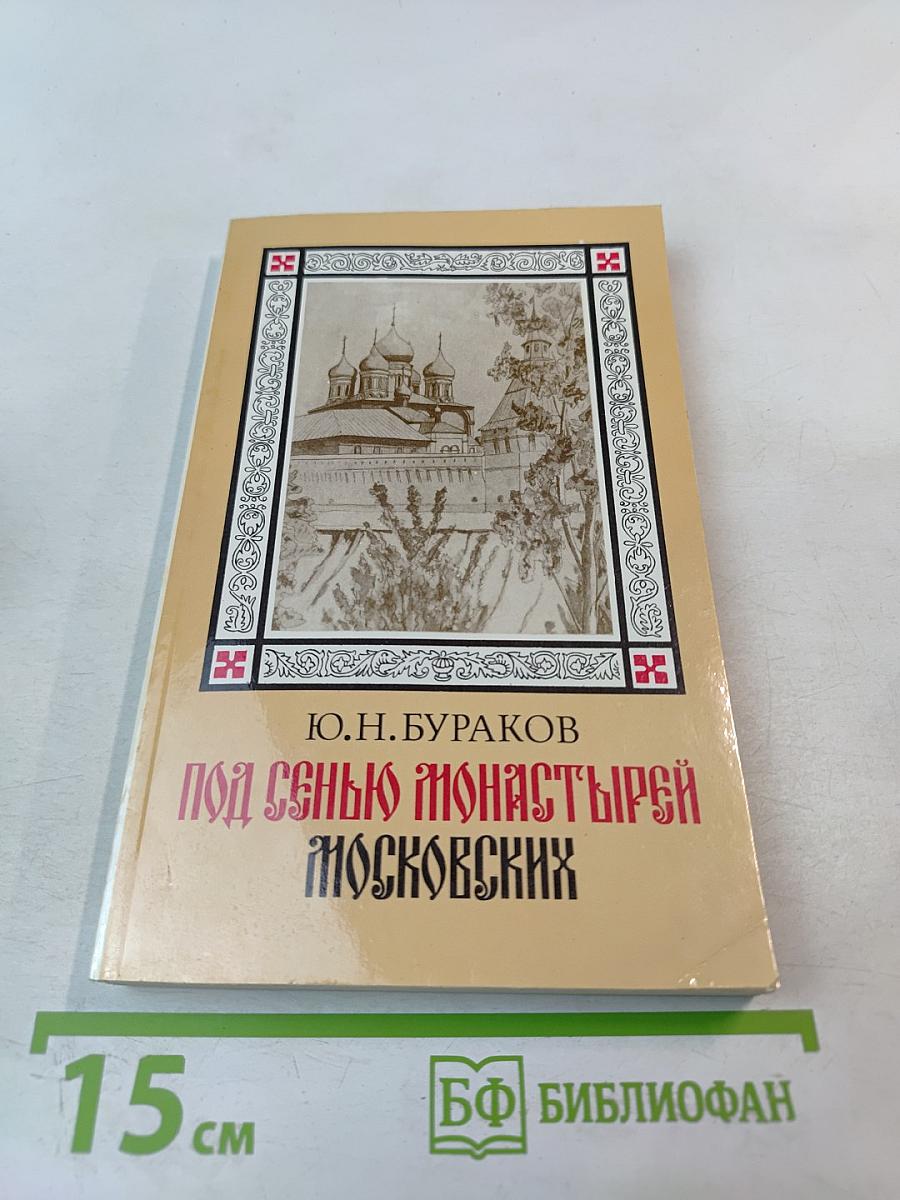 Ю.Н.БУРАКОВ
ПОД СЕНЬЮ МОНАСТЫРЕЙ
МОСКОВСКИХ
15 см
БФ БИБЛИОФАН